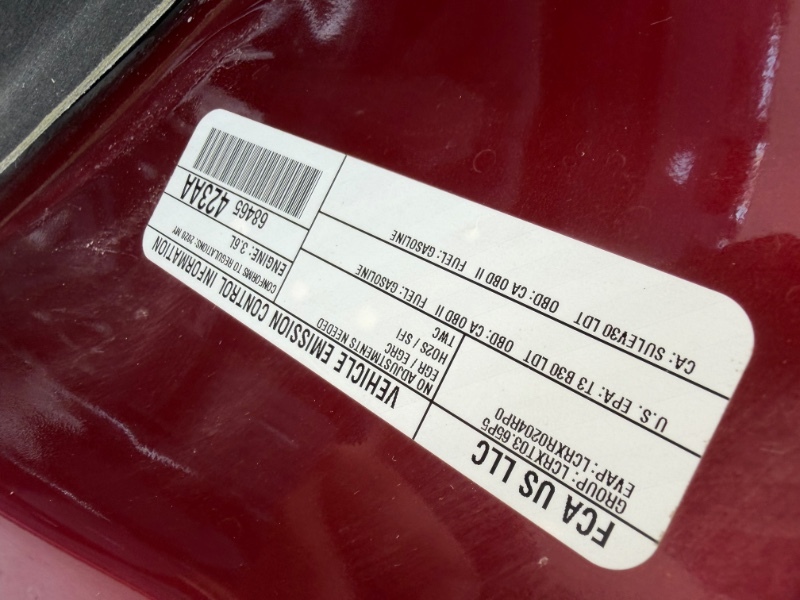 FCA US LLC
VEHICLE EMISSION CONTROL INFORMATION
GROUP: LCRXT03.65P5
EVAP: LCRXR0204RP0
NO ADJUSTMENTS NEEDED
EGR / EGRC
HO2S / SFI
TWC
CONFORMS TO REGULATIONS: 2020 MY
ENGINE: 3.6L
U.S. EPA: T3 B30 LDT OBD: CA OBD II FUEL: GASOLINE
CA: SULEV30 LDT OBD: CA OBD II FUEL: GASOLINE
68465 423AA